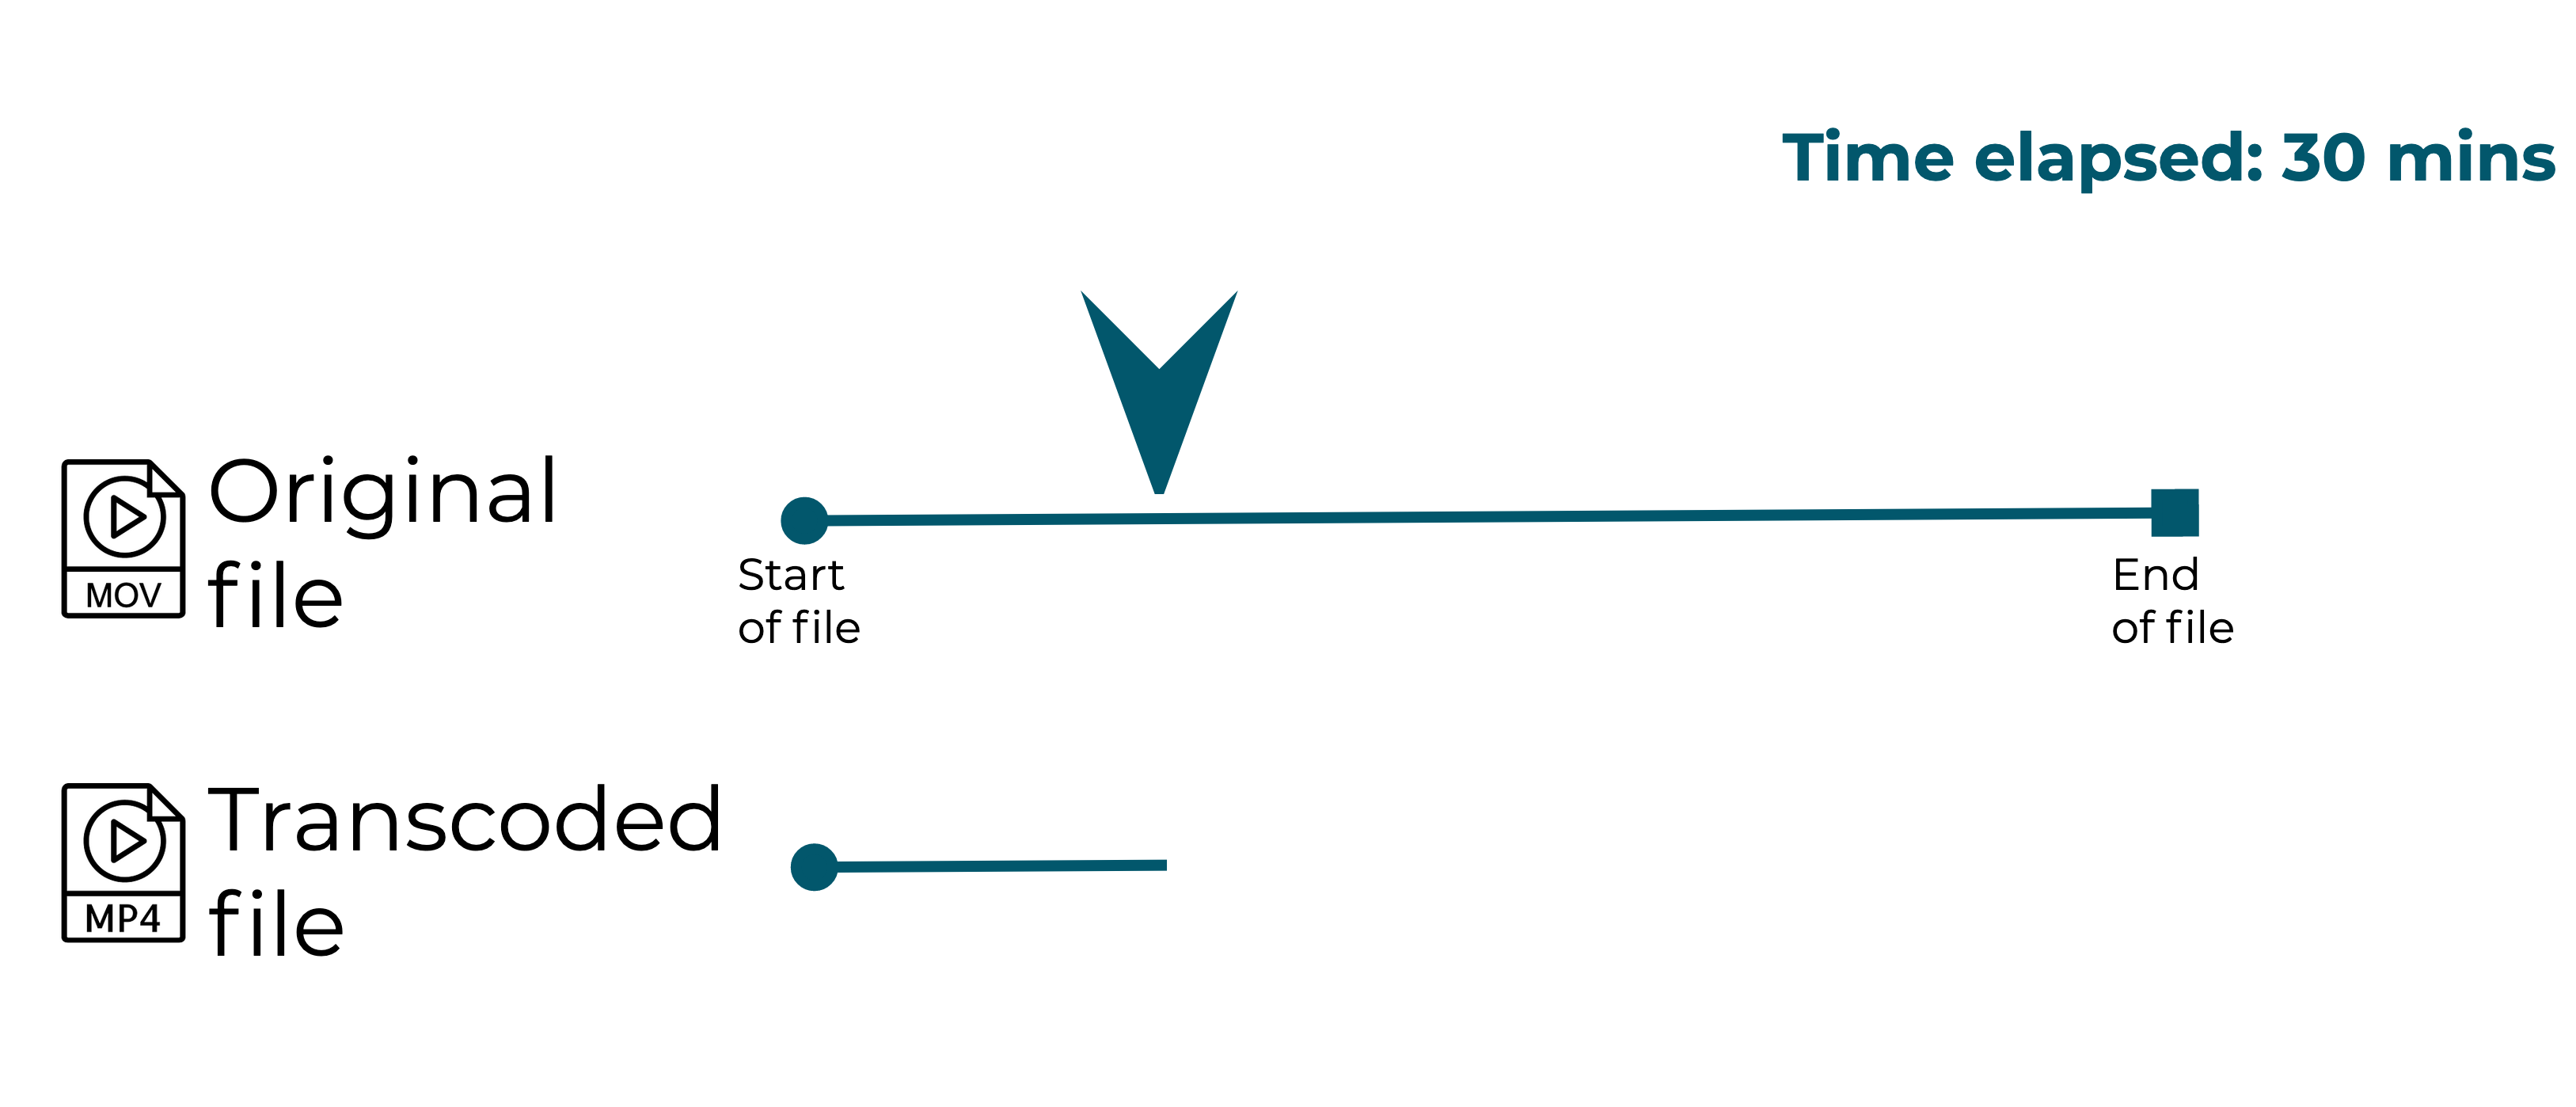 Time elapsed: 30 mins
Original
file
MOV
Start
of file
End
of file
Transcoded
file
MP4